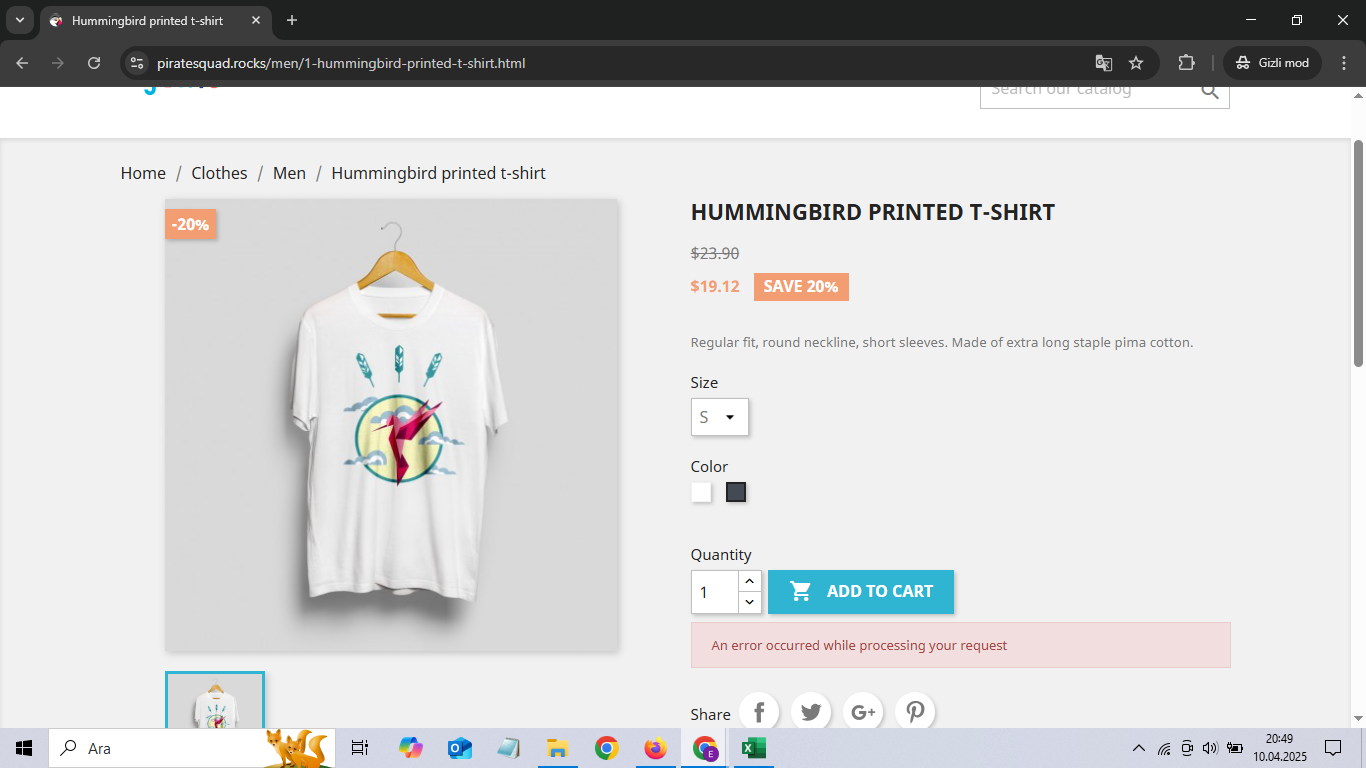 Hummingbird printed t-shirt
piratesquad.rocks/men/1-hummingbird-printed-t-shirt.html
Gizli mod
Search our catalog
Home / Clothes / Men / Hummingbird printed t-shirt
-20%
HUMMINGBIRD PRINTED T-SHIRT
$23.90
$19.12 SAVE 20%
Regular fit, round neckline, short sleeves. Made of extra long staple pima cotton.
Size
S
Color
Quantity
1
ADD TO CART
An error occurred while processing your request
Share
Ara
20:49
10.04.2025